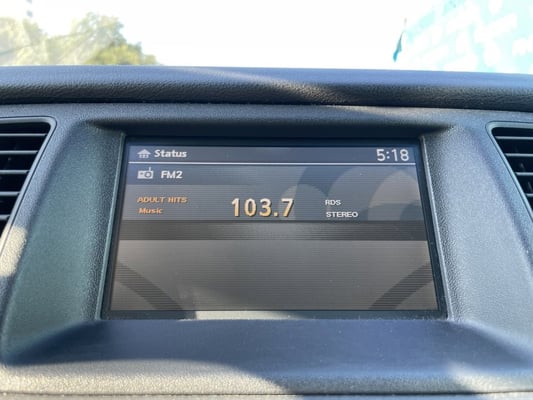 Status 5:18
FM2
ADULT HITS 103.7 RDS
Music STEREO